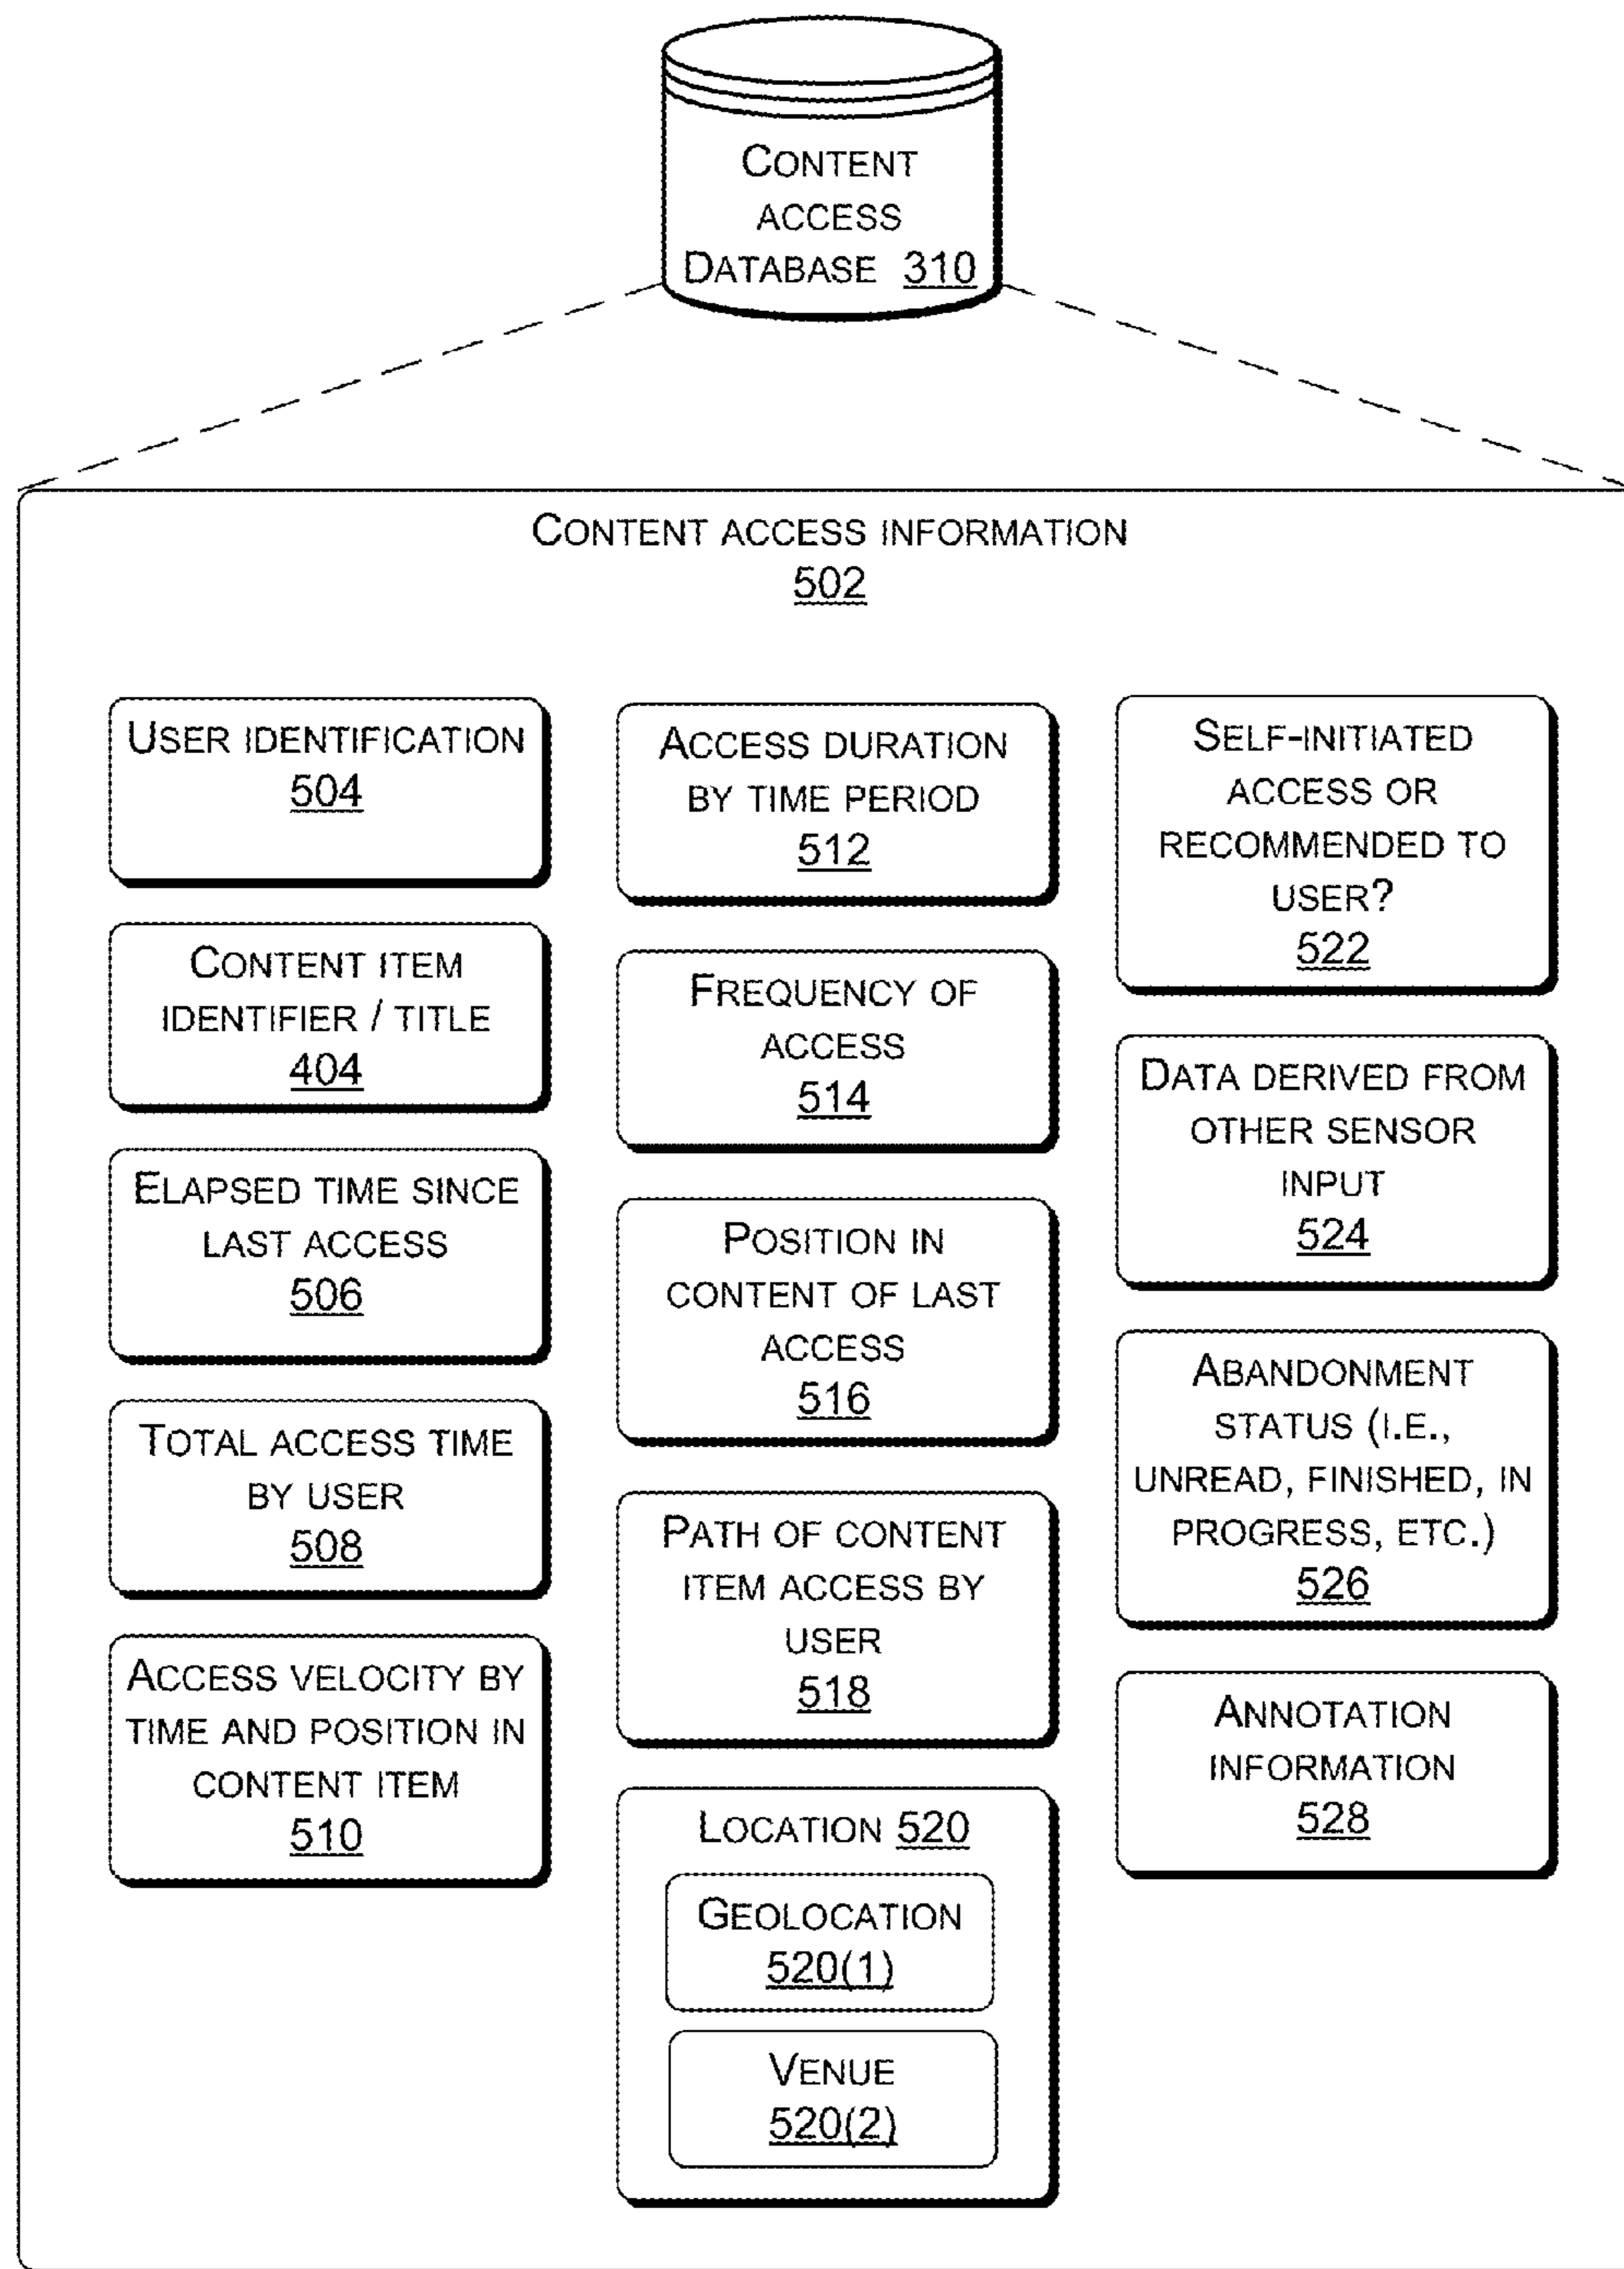 CONTENT
ACCESS
DATABASE 310
CONTENT ACCESS INFORMATION
502
USER IDENTIFICATION
504
CONTENT ITEM
IDENTIFIER / TITLE
404
ELAPSED TIME SINCE
LAST ACCESS
506
TOTAL ACCESS TIME
BY USER
508
ACCESS VELOCITY BY
TIME AND POSITION IN
CONTENT ITEM
510
ACCESS DURATION
BY TIME PERIOD
512
FREQUENCY OF
ACCESS
514
POSITION IN
CONTENT OF LAST
ACCESS
516
PATH OF CONTENT
ITEM ACCESS BY
USER
518
LOCATION 520
GEOLOCATION
520(1)
VENUE
520(2)
SELF-INITIATED
ACCESS OR
RECOMMENDED TO
USER?
522
DATA DERIVED FROM
OTHER SENSOR
INPUT
524
ABANDONMENT
STATUS (I.E.,
UNREAD, FINISHED, IN
PROGRESS, ETC.)
526
ANNOTATION
INFORMATION
528